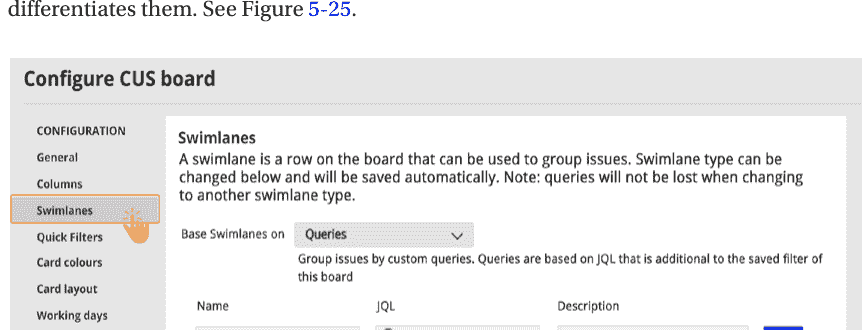 differentiates them. See Figure 5-25.
Configure CUS board
CONFIGURATION
General
Columns
Swimlanes
Quick Filters
Card colours
Card layout
Working days
Swimlanes
A swimlane is a row on the board that can be used to group issues. Swimlane type can be
changed below and will be saved automatically. Note: queries will not be lost when changing
to another swimlane type.
Base Swimlanes on Queries
Group issues by custom queries. Queries are based on JQL that is additional to the saved filter of
this board
Name JQL Description